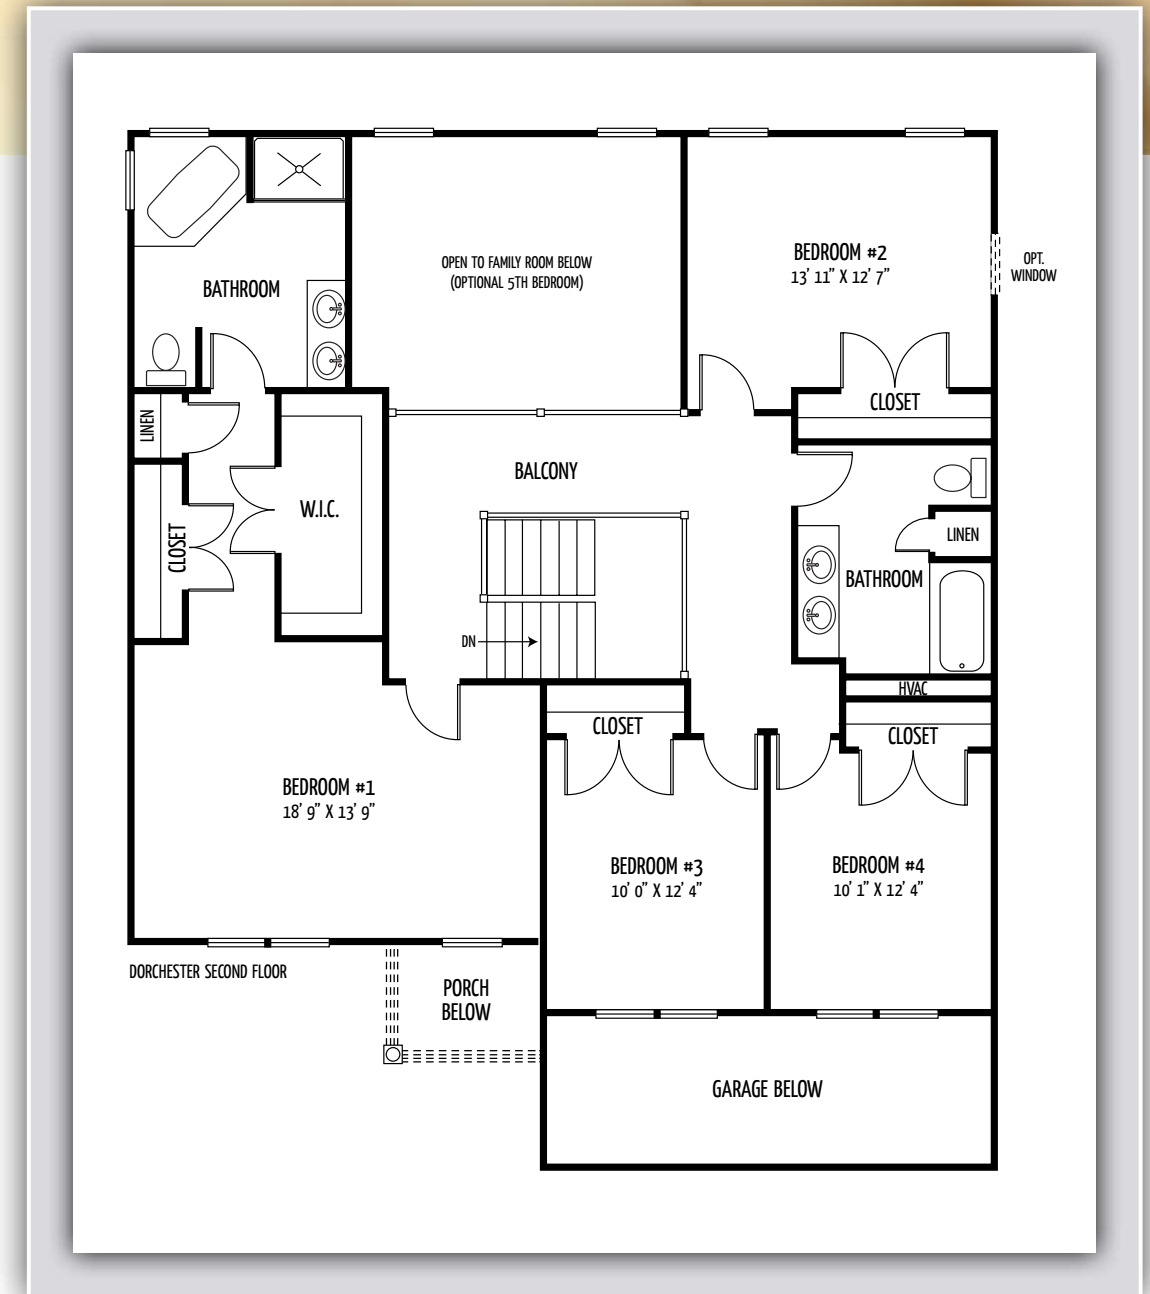 OPEN TO FAMILY ROOM BELOW
(OPTIONAL 5TH BEDROOM)
BEDROOM #2
13' 11" X 12' 7"
OPT.
WINDOW
BATHROOM
CLOSET
LINEN
BALCONY
W.I.C.
CLOSET
LINEN
BATHROOM
DN
HVAC
CLOSET
CLOSET
BEDROOM #1
18' 9" X 13' 9"
BEDROOM #3
10' 0" X 12' 4"
BEDROOM #4
10' 1" X 12' 4"
DORCHESTER SECOND FLOOR
PORCH
BELOW
GARAGE BELOW